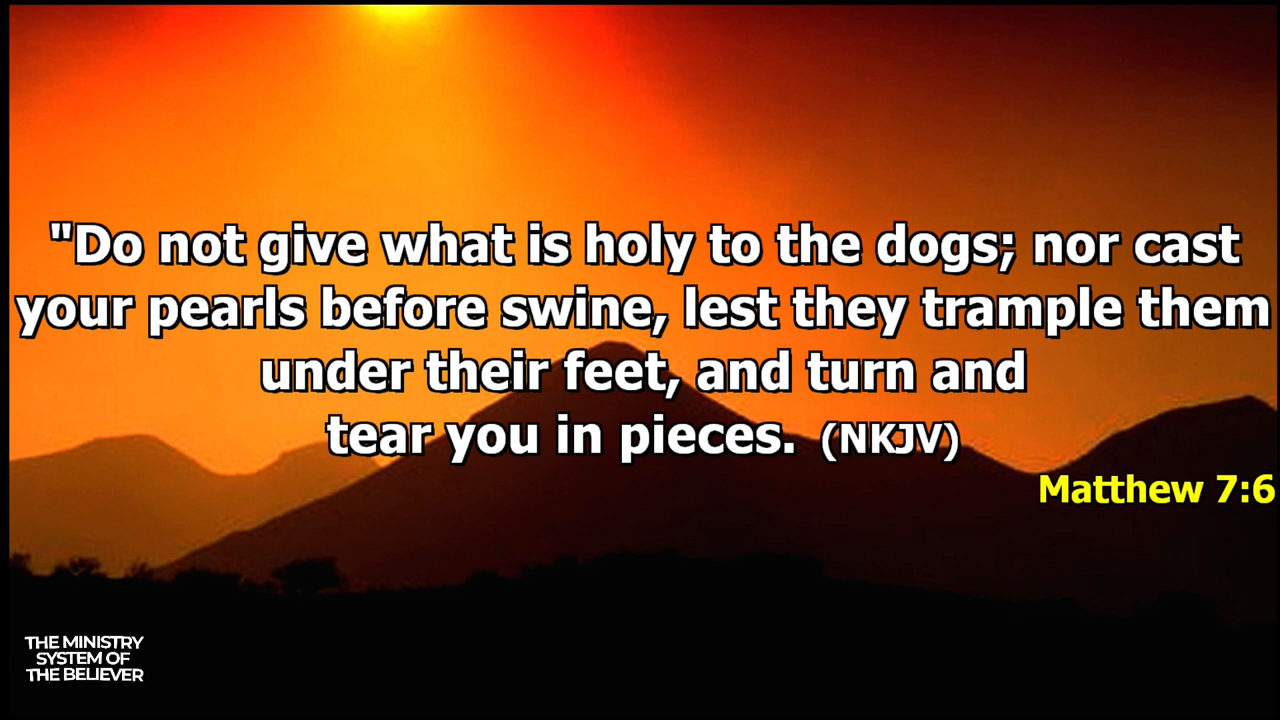 "Do not give what is holy to the dogs; nor cast
your pearls before swine, lest they trample them
under their feet, and turn and
tear you in pieces. (NKJV)
Matthew 7:6
THE MINISTRY
SYSTEM OF
THE BELIEVER